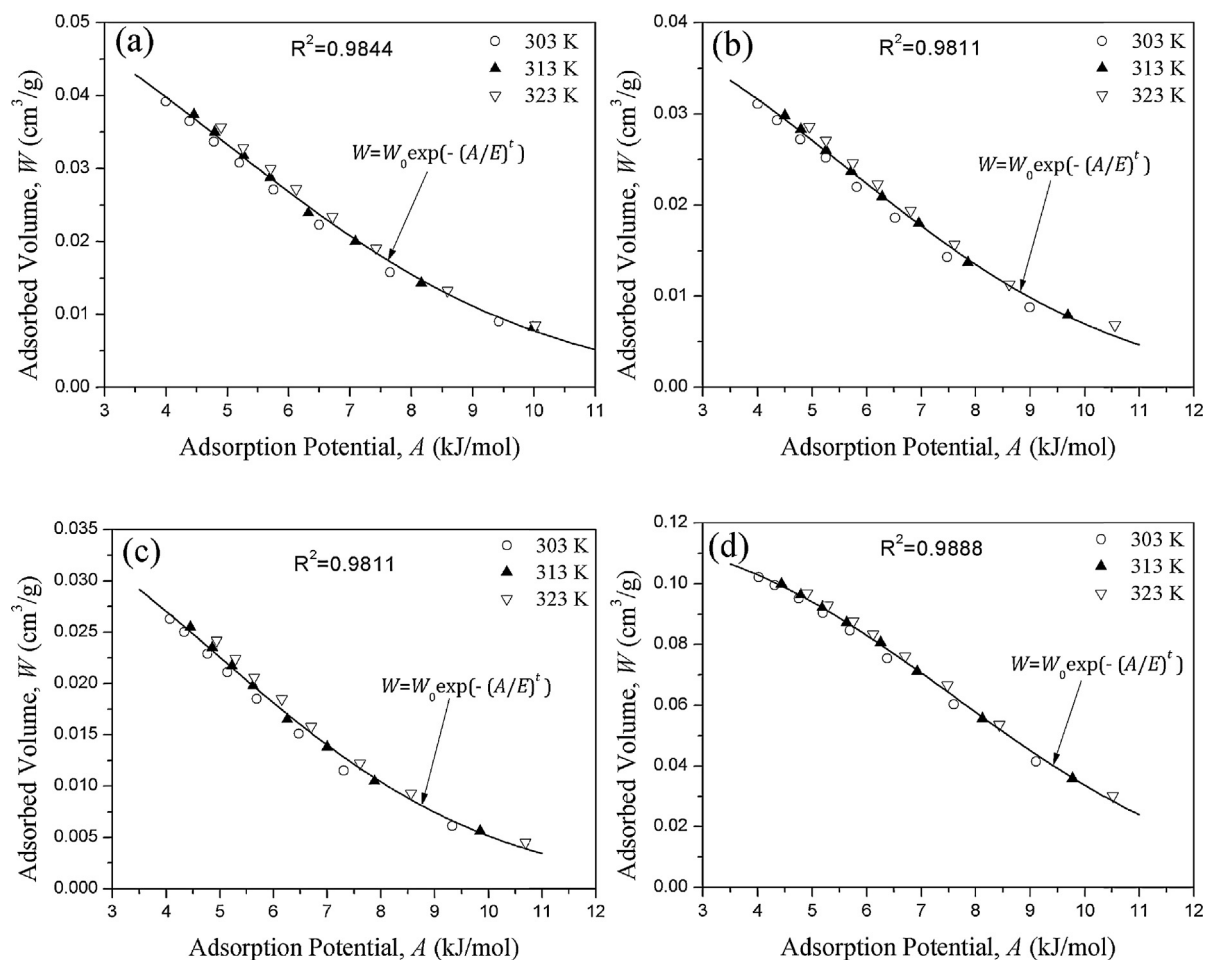 (a)
R²=0.9844
303 K
313 K
323 K
W=W₀exp(- (A/E)ᵗ)
0.05
0.04
0.03
0.02
0.01
0.00
Adsorbed Volume, W (cm³/g)
3 4 5 6 7 8 9 10 11
Adsorption Potential, A (kJ/mol)
(b)
R²=0.9811
303 K
313 K
323 K
W=W₀exp(- (A/E)ᵗ)
0.04
0.03
0.02
0.01
0.00
Adsorbed Volume, W (cm³/g)
3 4 5 6 7 8 9 10 11 12
Adsorption Potential, A (kJ/mol)
(c)
R²=0.9811
303 K
313 K
323 K
W=W₀exp(- (A/E)ᵗ)
0.035
0.030
0.025
0.020
0.015
0.010
0.005
0.000
Adsorbed Volume, W (cm³/g)
3 4 5 6 7 8 9 10 11 12
Adsorption Potential, A (kJ/mol)
(d)
R²=0.9888
303 K
313 K
323 K
W=W₀exp(- (A/E)ᵗ)
0.12
0.10
0.08
0.06
0.04
0.02
0.00
Adsorbed Volume, W (cm³/g)
3 4 5 6 7 8 9 10 11 12
Adsorption Potential, A (kJ/mol)